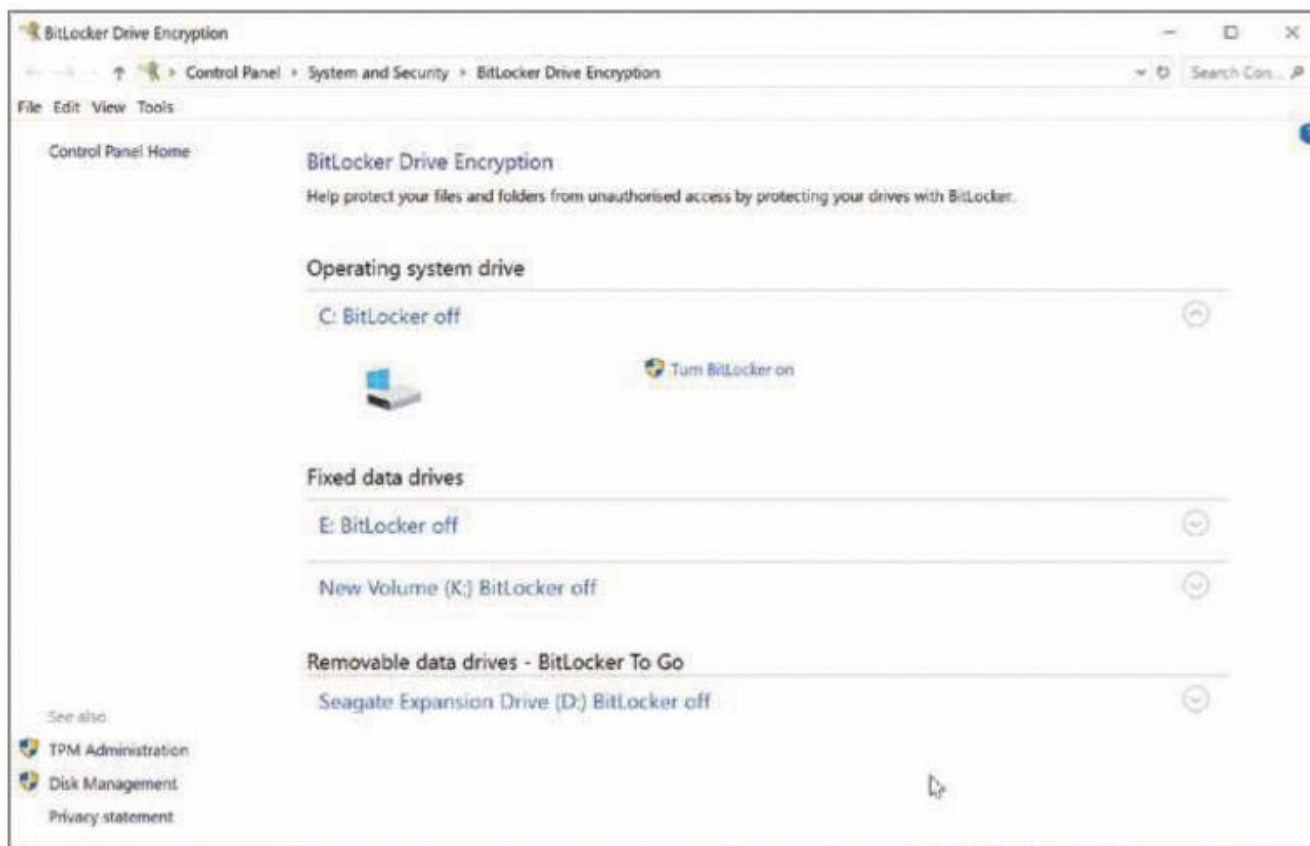 BitLocker Drive Encryption
Control Panel › System and Security › BitLocker Drive Encryption
Search Con...
File Edit View Tools
Control Panel Home
BitLocker Drive Encryption
Help protect your files and folders from unauthorised access by protecting your drives with BitLocker.
Operating system drive
C: BitLocker off
Turn BitLocker on
Fixed data drives
E: BitLocker off
New Volume (K:) BitLocker off
Removable data drives - BitLocker To Go
Seagate Expansion Drive (D:) BitLocker off
See also
TPM Administration
Disk Management
Privacy statement